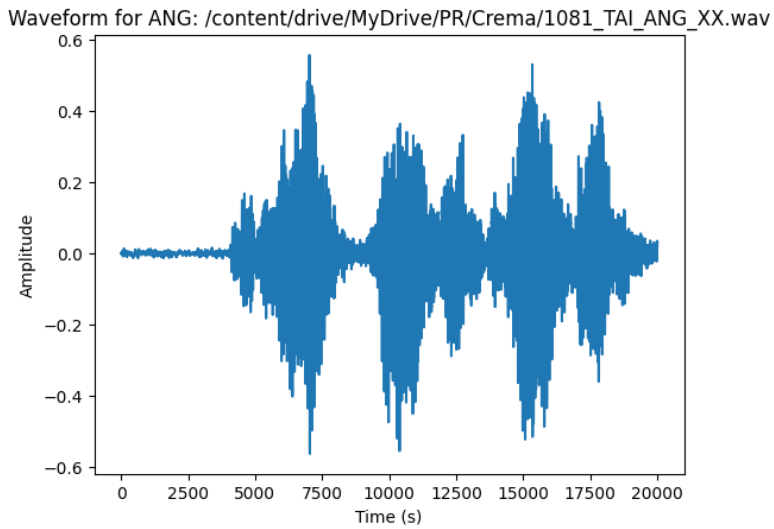 Waveform for ANG: /content/drive/MyDrive/PR/Crema/1081_TAI_ANG_XX.wav
0.6
0.4
0.2
0.0
−0.2
−0.4
−0.6
Amplitude
0 2500 5000 7500 10000 12500 15000 17500 20000
Time (s)